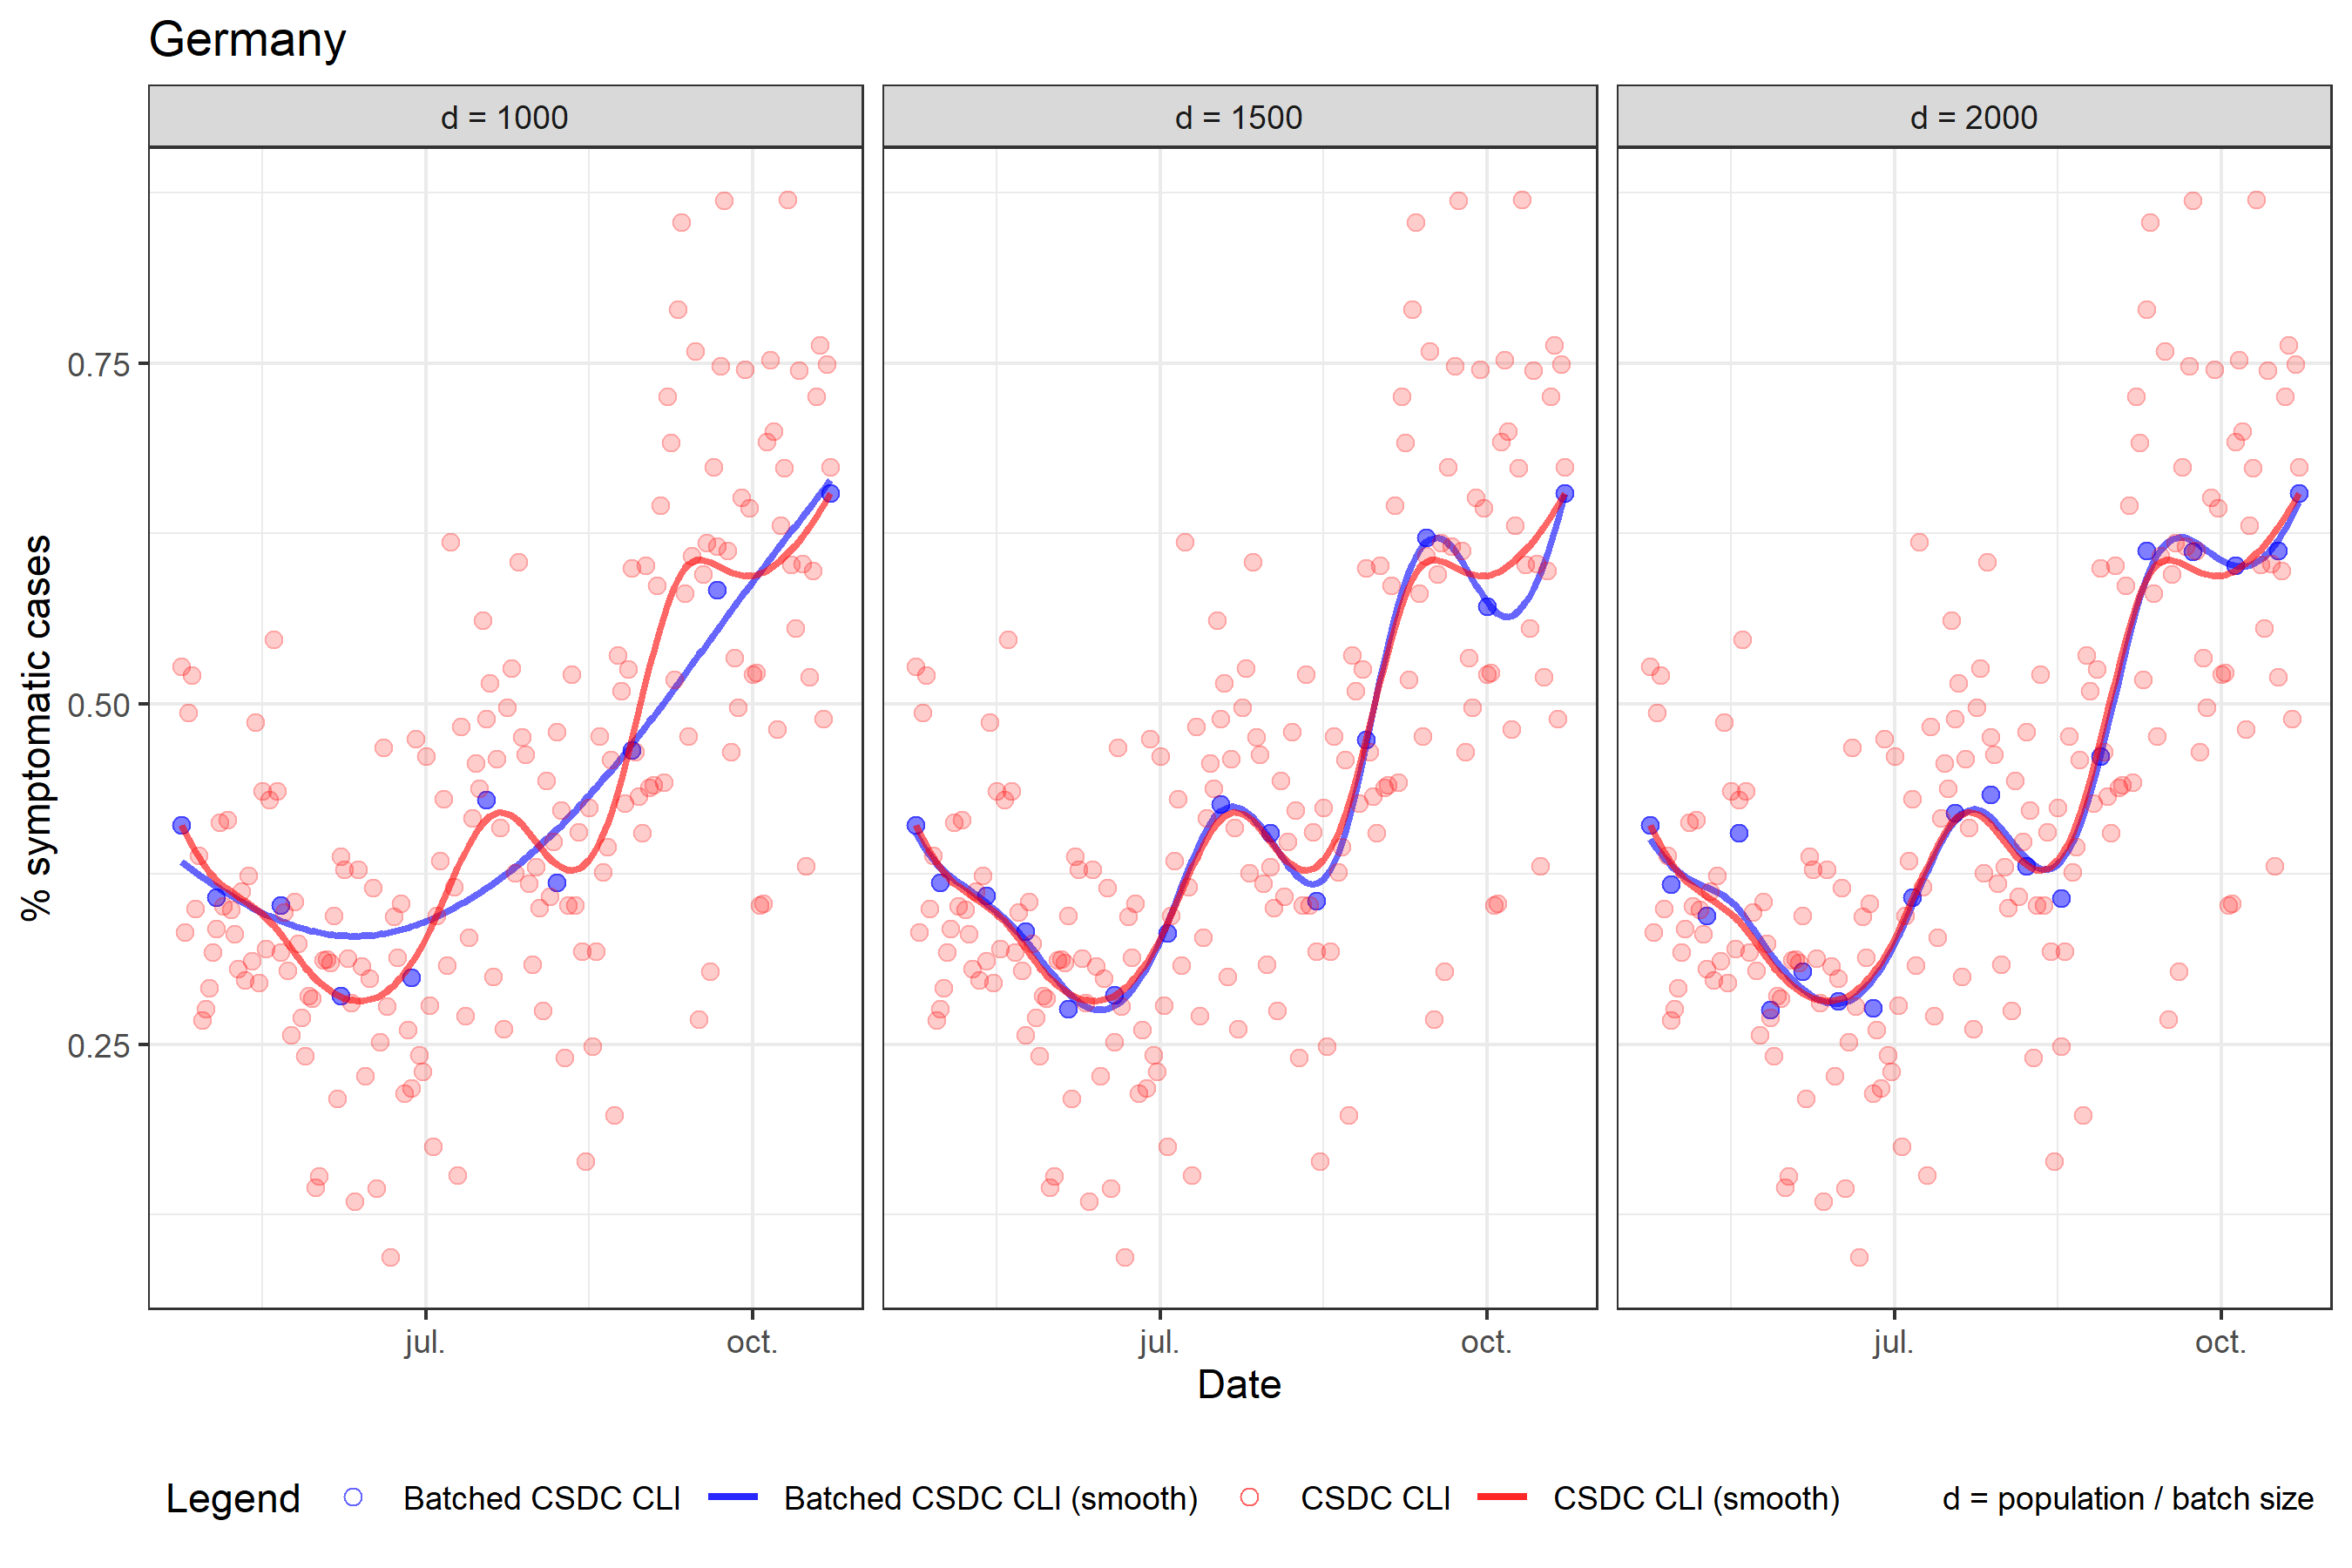 Germany
d = 1000
d = 1500
d = 2000
% symptomatic cases
0.75
0.50
0.25
jul.
oct.
jul.
oct.
jul.
oct.
Date
Legend
Batched CSDC CLI
Batched CSDC CLI (smooth)
CSDC CLI
CSDC CLI (smooth)
d = population / batch size